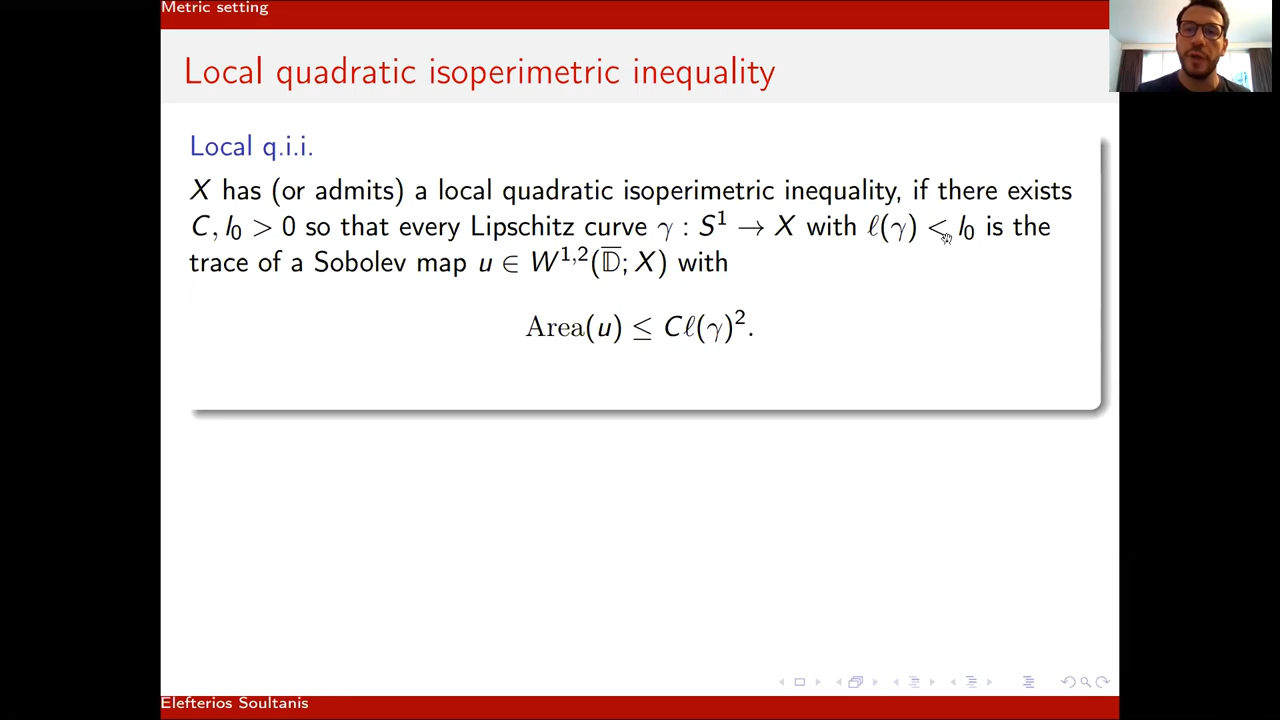 Metric setting
Local quadratic isoperimetric inequality
Local q.i.i.
X has (or admits) a local quadratic isoperimetric inequality, if there exists
C, l₀ > 0 so that every Lipschitz curve γ : S¹ → X with ℓ(γ) < l₀ is the
trace of a Sobolev map u ∈ W¹,²(𝔻̅; X) with
Area(u) ≤ Cℓ(γ)².
Elefterios Soultanis